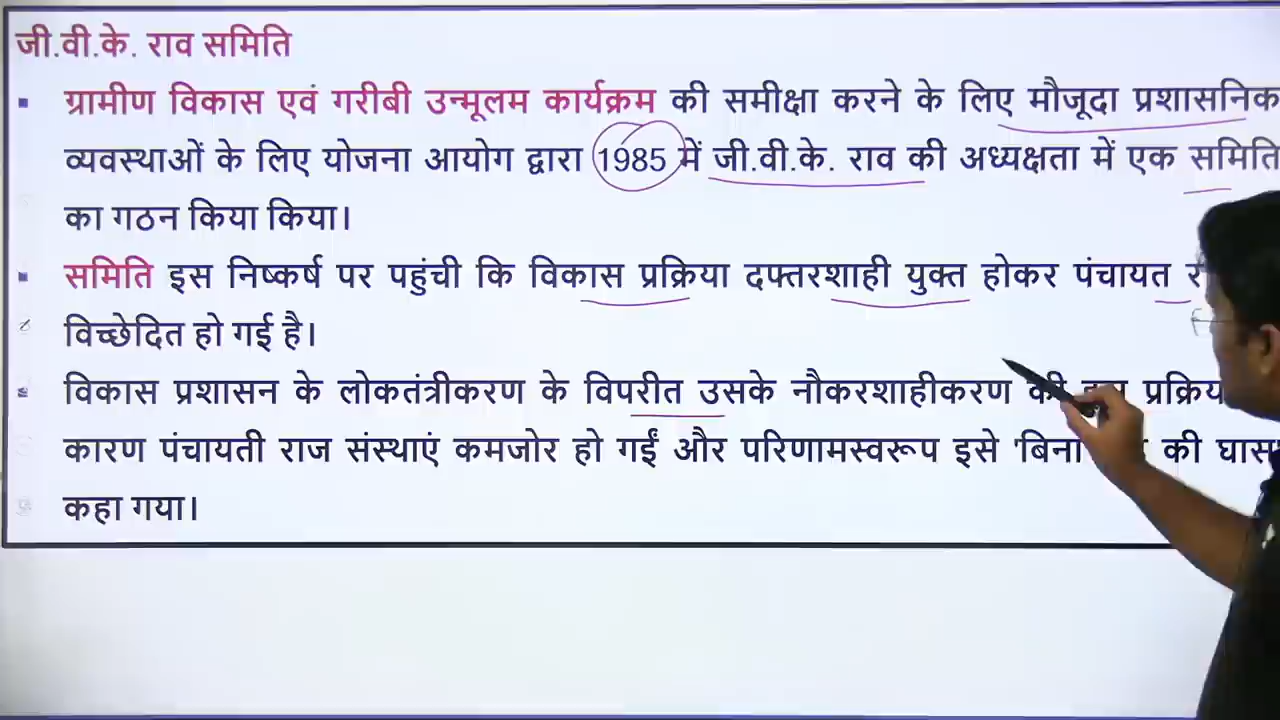 जी.वी.के. राव समिति
ग्रामीण विकास एवं गरीबी उन्मूलम कार्यक्रम की समीक्षा करने के लिए मौजूदा प्रशासनिक
व्यवस्थाओं के लिए योजना आयोग द्वारा 1985 में जी.वी.के. राव की अध्यक्षता में एक समिति
का गठन किया किया।
समिति इस निष्कर्ष पर पहुंची कि विकास प्रक्रिया दफ्तरशाही युक्त होकर पंचायत
विच्छेदित हो गई है।
विकास प्रशासन के लोकतंत्रीकरण के विपरीत उसके नौकरशाहीकरण की
कारण पंचायती राज संस्थाएं कमजोर हो गईं और परिणामस्वरूप इसे 'बिना की घास'
कहा गया।